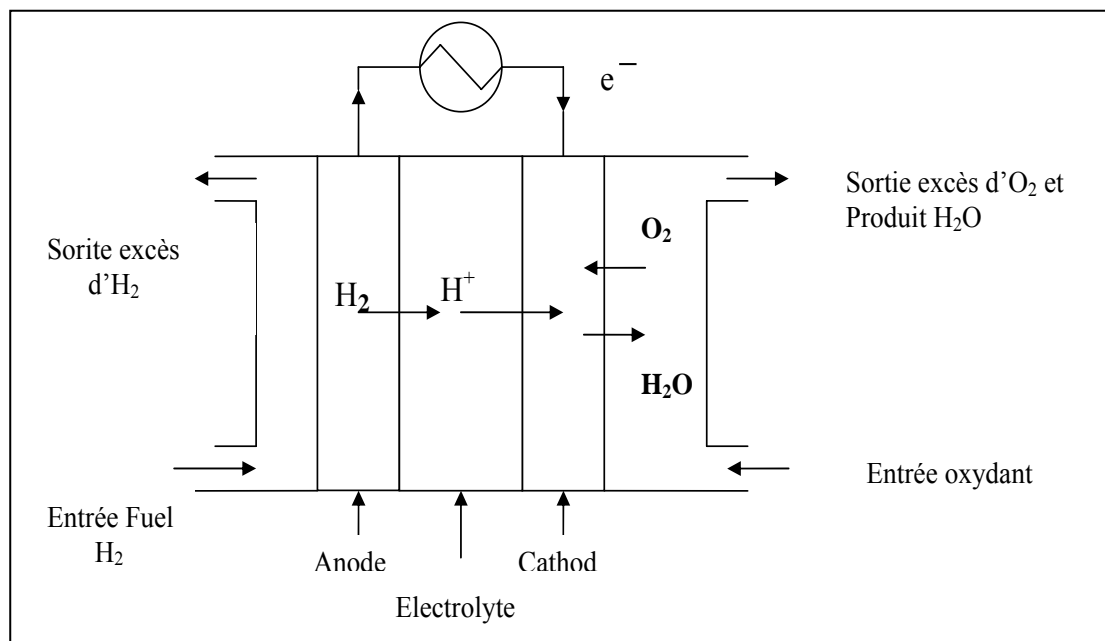 e⁻
Sortie excès d'O₂ et
Produit H₂O
O₂
Sorite excès
d'H₂
H₂
H⁺
H₂O
Entrée oxydant
Entrée Fuel
H₂
Anode
Cathod
Electrolyte